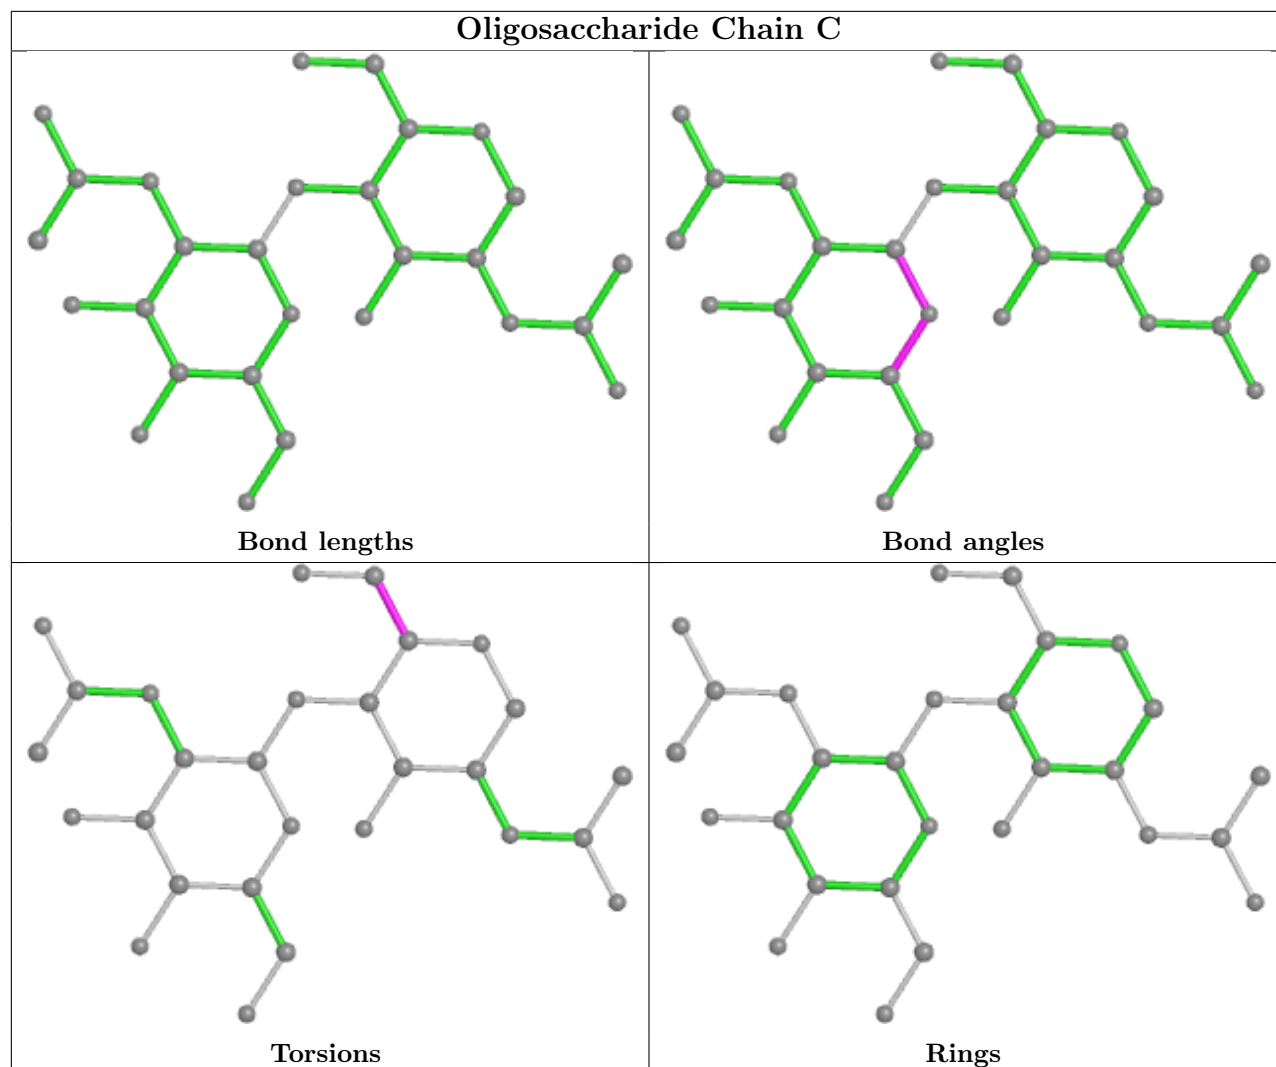 Oligosaccharide Chain C
Bond lengths
Bond angles
Torsions
Rings